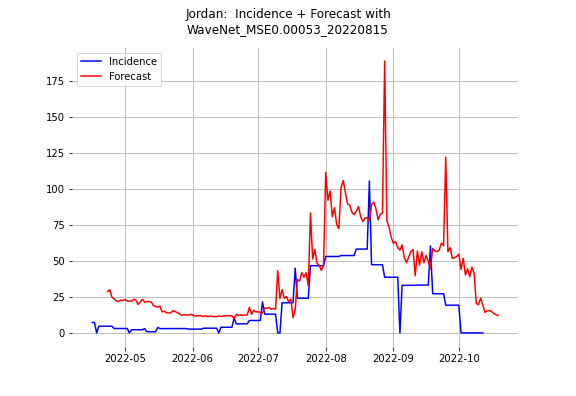 Jordan:  Incidence + Forecast with
WaveNet_MSE0.00053_20220815
Incidence
Forecast
175
150
125
100
75
50
25
0
2022-05 2022-06 2022-07 2022-08 2022-09 2022-10